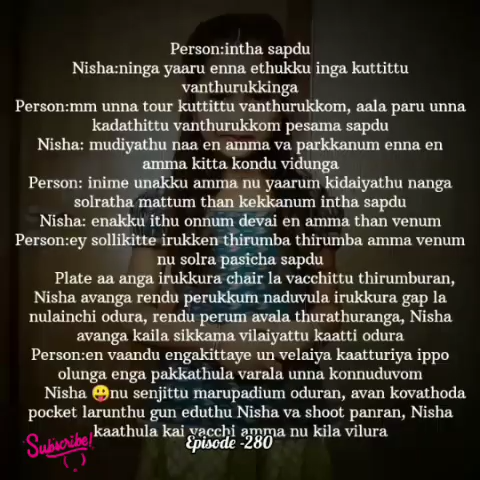 Person:intha sapdu
Nisha:ninga yaaru enna ethukku inga kuttittu
vanthurukkinga
Person:mm unna tour kuttittu vanthurukkom, aala paru unna
kadathittu vanthurukkom pesama sapdu
Nisha: mudiyathu naa en amma va parkkanum enna en
amma kitta kondu vidunga
Person: inime unakku amma nu yaarum kidaiyathu nanga
solratha mattum than kekkanum intha sapdu
Nisha: enakku ithu onnum devai en amma than venum
Person:ey sollikitte irukken thirumba thirumba amma venum
nu solra pasicha sapdu
Plate aa anga irukkura chair la vacchittu thirumburan,
Nisha avanga rendu perukkum naduvula irukkura gap la
nulainchi odura, rendu perum avala thurathuranga, Nisha
avanga kaila sikkama vilaiyattu kaatti odura
Person:en vaandu engakittaye un velaiya kaatturiya ippo
olunga enga pakkathula varala unna konnuduvom
Nisha 😛nu senjittu marupadium oduran, avan kovathoda
pocket larunthu gun eduthu Nisha va shoot panran, Nisha
kaathula kai vacchi amma nu kila vilura
Subscribe!
Episode -280